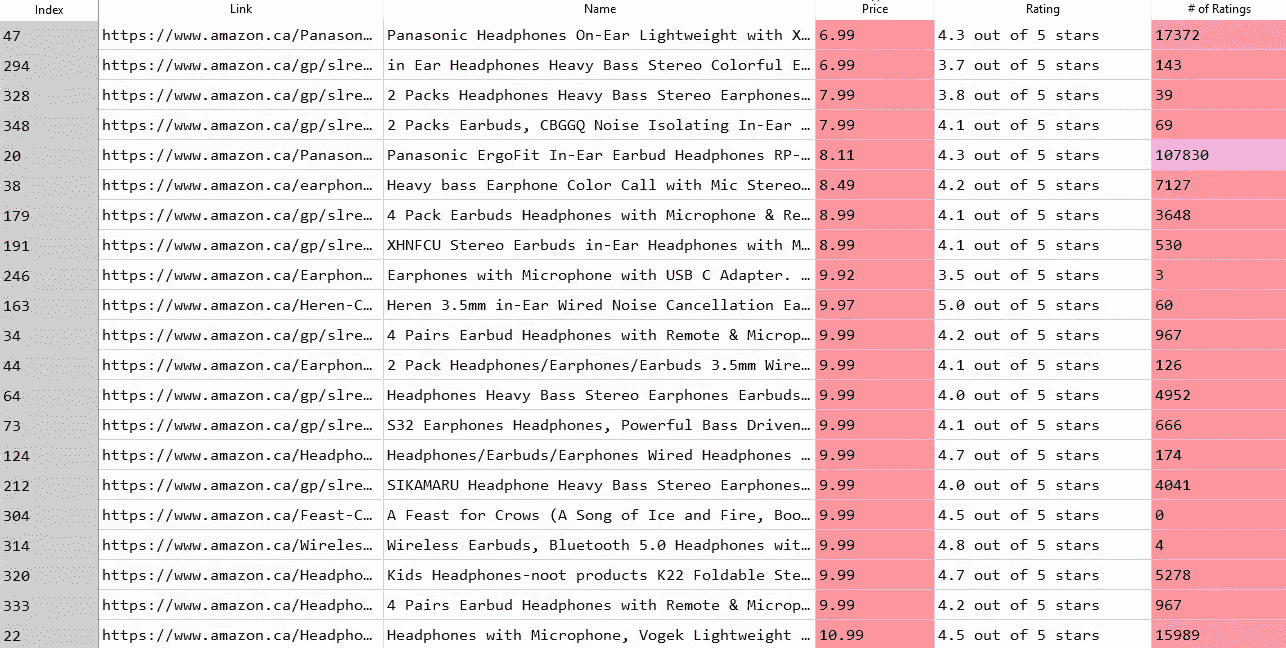 Index Link Name Price Rating # of Ratings
47 https://www.amazon.ca/Panason… Panasonic Headphones On-Ear Lightweight with X… 6.99 4.3 out of 5 stars 17372
294 https://www.amazon.ca/gp/slre… in Ear Headphones Heavy Bass Stereo Colorful E… 6.99 3.7 out of 5 stars 143
328 https://www.amazon.ca/gp/slre… 2 Packs Headphones Heavy Bass Stereo Earphones… 7.99 3.8 out of 5 stars 39
348 https://www.amazon.ca/gp/slre… 2 Packs Earbuds, CBGGQ Noise Isolating In-Ear … 7.99 4.1 out of 5 stars 69
20 https://www.amazon.ca/Panason… Panasonic ErgoFit In-Ear Earbud Headphones RP-… 8.11 4.3 out of 5 stars 107830
38 https://www.amazon.ca/earphon… Heavy bass Earphone Color Call with Mic Stereo… 8.49 4.2 out of 5 stars 7127
179 https://www.amazon.ca/gp/slre… 4 Pack Earbuds Headphones with Microphone & Re… 8.99 4.1 out of 5 stars 3648
191 https://www.amazon.ca/gp/slre… XHNFCU Stereo Earbuds in-Ear Headphones with M… 8.99 4.1 out of 5 stars 530
246 https://www.amazon.ca/Earphon… Earphones with Microphone with USB C Adapter. … 9.92 3.5 out of 5 stars 3
163 https://www.amazon.ca/Heren-C… Heren 3.5mm in-Ear Wired Noise Cancellation Ea… 9.97 5.0 out of 5 stars 60
34 https://www.amazon.ca/gp/slre… 4 Pairs Earbud Headphones with Remote & Microp… 9.99 4.2 out of 5 stars 967
44 https://www.amazon.ca/Earphon… 2 Pack Headphones/Earphones/Earbuds 3.5mm Wire… 9.99 4.1 out of 5 stars 126
64 https://www.amazon.ca/gp/slre… Headphones Heavy Bass Stereo Earphones Earbuds… 9.99 4.0 out of 5 stars 4952
73 https://www.amazon.ca/gp/slre… S32 Earphones Headphones, Powerful Bass Driven… 9.99 4.1 out of 5 stars 666
124 https://www.amazon.ca/Headpho… Headphones/Earbuds/Earphones Wired Headphones … 9.99 4.7 out of 5 stars 174
212 https://www.amazon.ca/gp/slre… SIKAMARU Headphone Heavy Bass Stereo Earphones… 9.99 4.0 out of 5 stars 4041
304 https://www.amazon.ca/Feast-C… A Feast for Crows (A Song of Ice and Fire, Boo… 9.99 4.5 out of 5 stars 0
314 https://www.amazon.ca/Wireles… Wireless Earbuds, Bluetooth 5.0 Headphones wit… 9.99 4.8 out of 5 stars 4
320 https://www.amazon.ca/Headpho… Kids Headphones-noot products K22 Foldable Ste… 9.99 4.7 out of 5 stars 5278
333 https://www.amazon.ca/Headpho… 4 Pairs Earbud Headphones with Remote & Microp… 9.99 4.2 out of 5 stars 967
22 https://www.amazon.ca/Headpho… Headphones with Microphone, Vogek Lightweight … 10.99 4.5 out of 5 stars 15989